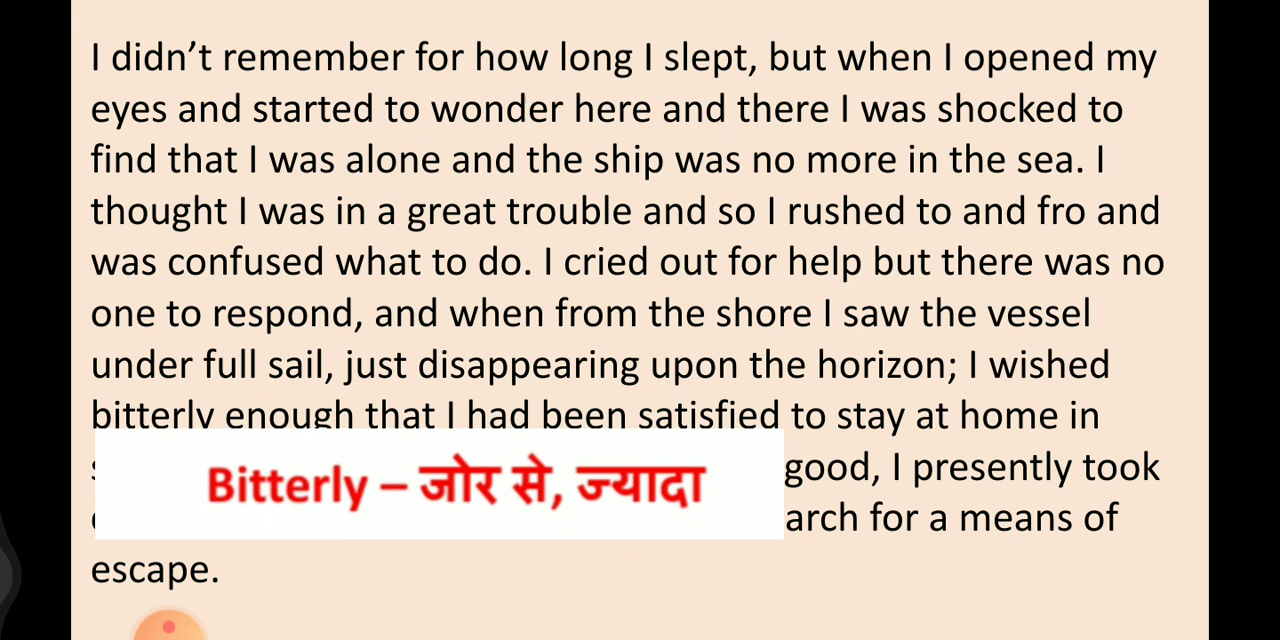 I didn’t remember for how long I slept, but when I opened my
eyes and started to wonder here and there I was shocked to
find that I was alone and the ship was no more in the sea. I
thought I was in a great trouble and so I rushed to and fro and
was confused what to do. I cried out for help but there was no
one to respond, and when from the shore I saw the vessel
under full sail, just disappearing upon the horizon; I wished
bitterly enough that I had been satisfied to stay at home in
good, I presently took
Bitterly – जोर से, ज्यादा
arch for a means of
escape.